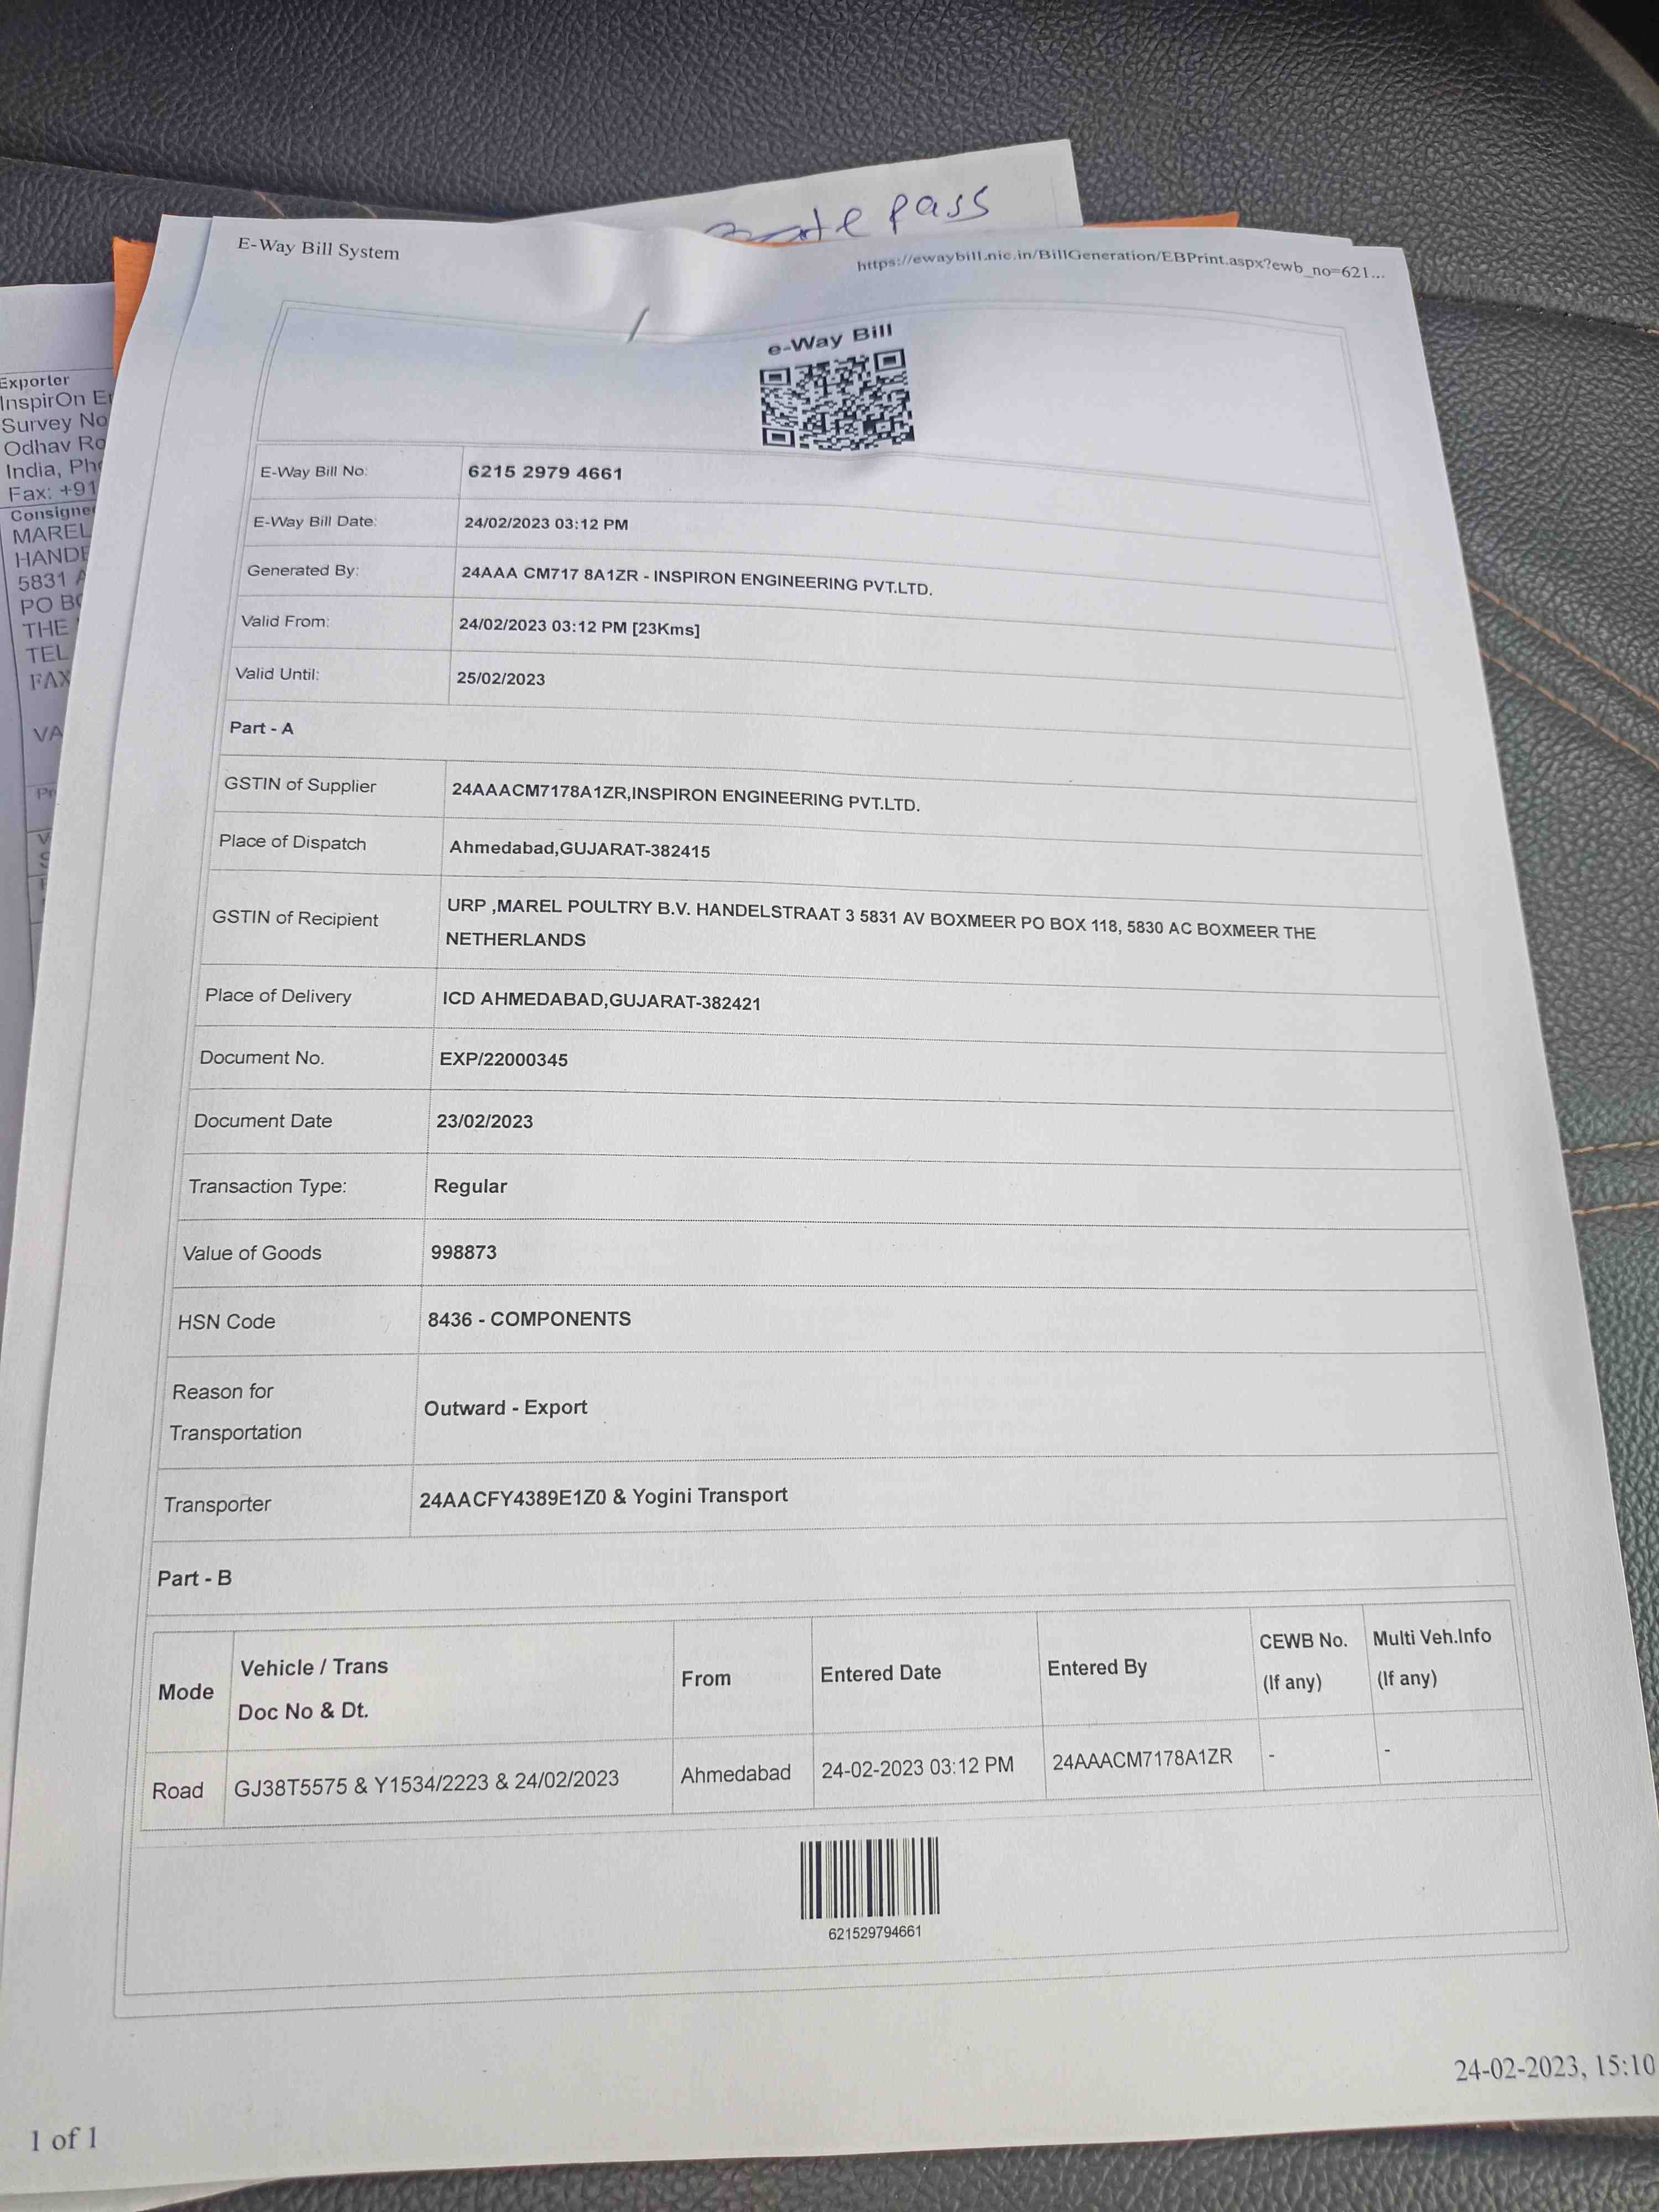 pass
E-Way Bill System
https://ewaybill.nic.in/BillGeneration/EBPrint.aspx?ewb_no=621...
e-Way Bill
E-Way Bill No: 6215 2979 4661
E-Way Bill Date: 24/02/2023 03:12 PM
Generated By: 24AAA CM717 8A1ZR - INSPIRON ENGINEERING PVT.LTD.
Valid From: 24/02/2023 03:12 PM [23Kms]
Valid Until: 25/02/2023
Part - A
GSTIN of Supplier 24AAACM7178A1ZR,INSPIRON ENGINEERING PVT.LTD.
Place of Dispatch Ahmedabad,GUJARAT-382415
GSTIN of Recipient URP ,MAREL POULTRY B.V. HANDELSTRAAT 3 5831 AV BOXMEER PO BOX 118, 5830 AC BOXMEER THE
NETHERLANDS
Place of Delivery ICD AHMEDABAD,GUJARAT-382421
Document No. EXP/22000345
Document Date 23/02/2023
Transaction Type: Regular
Value of Goods 998873
HSN Code 8436 - COMPONENTS
Reason for
Transportation Outward - Export
Transporter 24AACFY4389E1Z0 & Yogini Transport
Part - B
Mode Vehicle / Trans
Doc No & Dt. From Entered Date Entered By CEWB No.
(If any) Multi Veh.Info
(If any)
Road GJ38T5575 & Y1534/2223 & 24/02/2023 Ahmedabad 24-02-2023 03:12 PM 24AAACM7178A1ZR - -
621529794661
24-02-2023, 15:10
1 of 1
Exporter
InspirOn
Survey No
Odhav
India,
Fax: +91
MAREL
5831
PO
THE
TEL
FAX